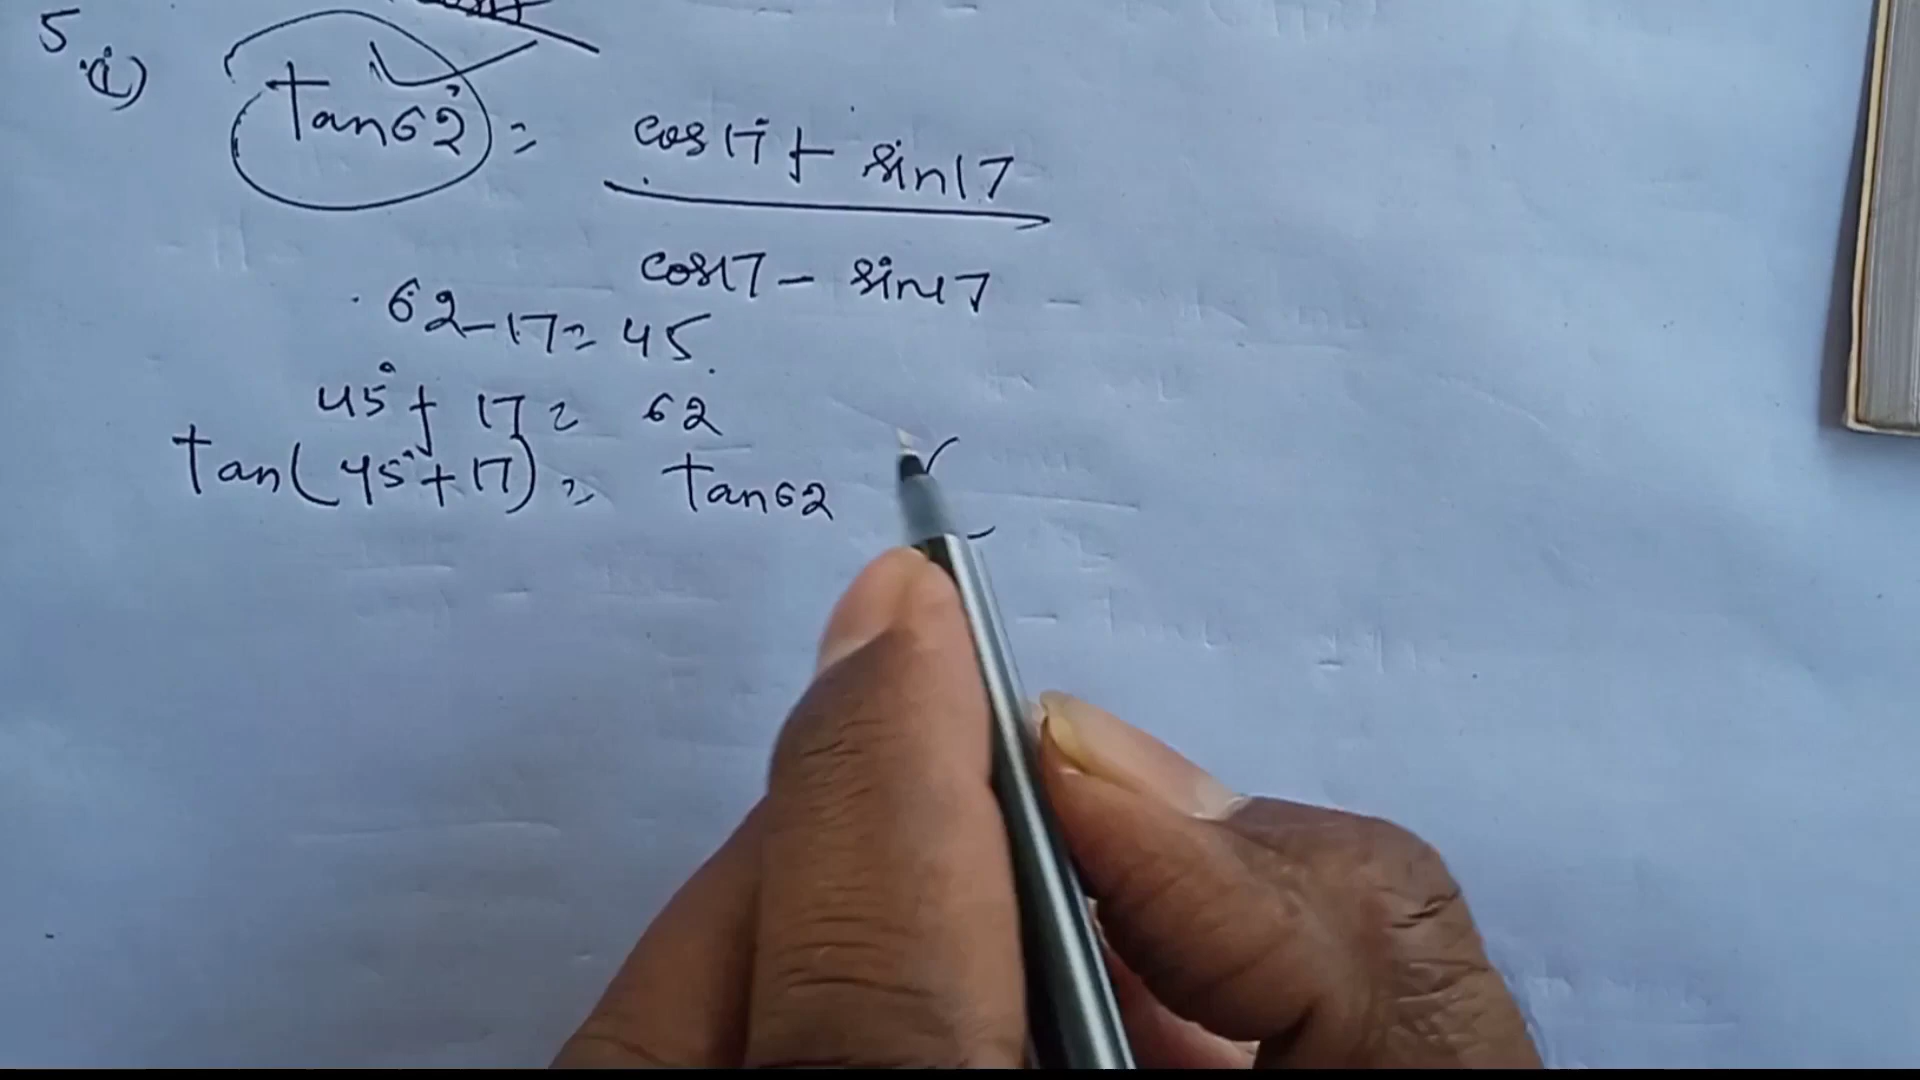 5
(i)
tan62° = cos17° + sin17
cos17 - sin17
62-17=45
45° + 17 = 62
tan(45°+17) = tan62